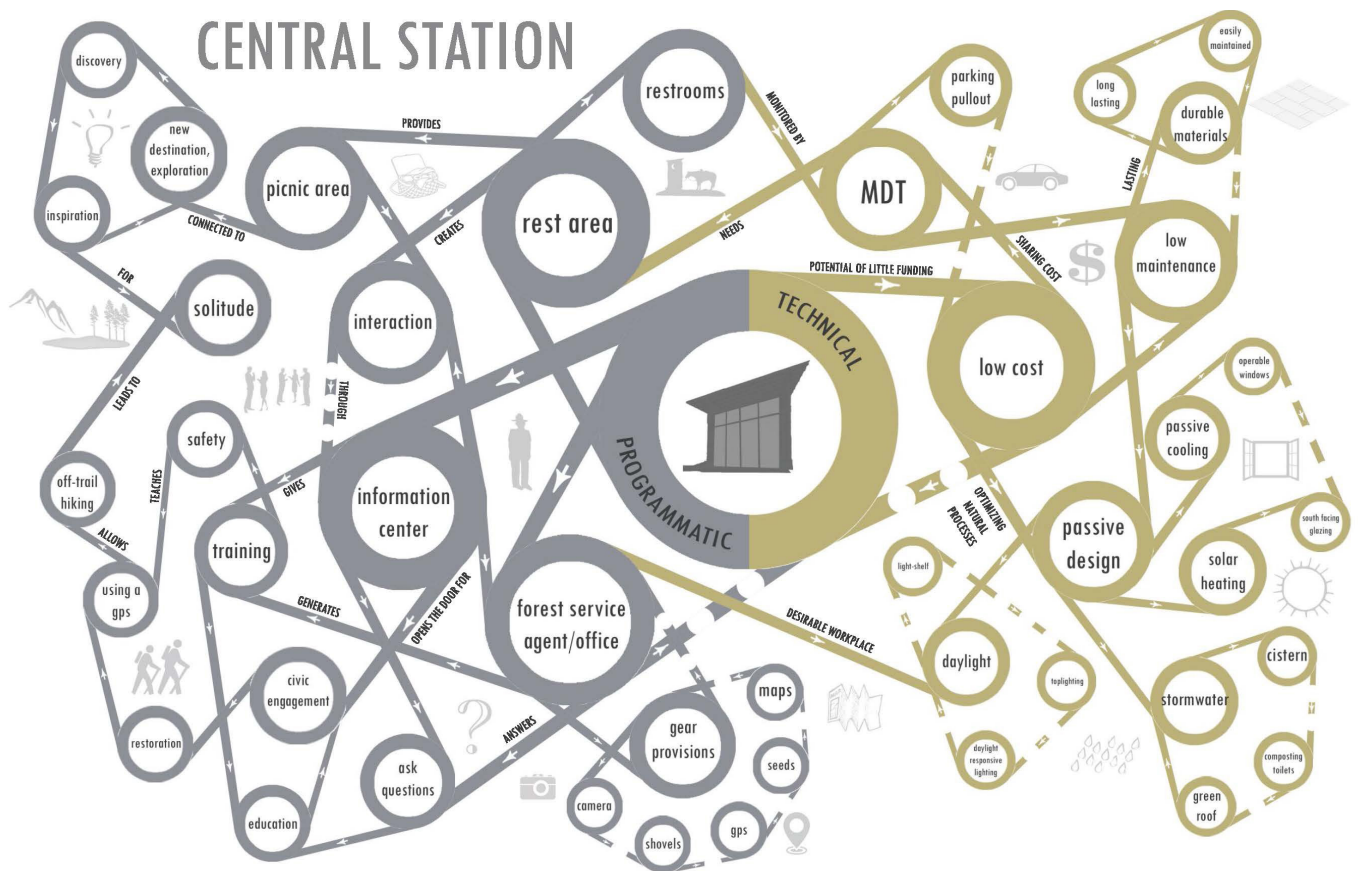 CENTRAL STATION
discovery
new
destination,
exploration
inspiration
CONNECTED TO
picnic area
PROVIDES
CREATES
rest area
restrooms
MONITORED BY
NEEDS
MDT
parking
pullout
SHARING COST
long
lasting
easily
maintained
durable
materials
LASTING
low
maintenance
FOR
solitude
LEADS TO
interaction
THROUGH
POTENTIAL OF LITTLE FUNDING
TECHNICAL
PROGRAMMATIC
low cost
OPTIMIZING
NATURAL
PROCESSES
operable
windows
passive
cooling
south facing
glazing
solar
heating
passive
design
off-trail
hiking
ALLOWS
using a
gps
TEACHES
safety
GIVES
training
information
center
GENERATES
OPENS THE DOOR FOR
forest service
agent/office
DESIRABLE WORKPLACE
light-shelf
daylight
toplighting
daylight
responsive
lighting
stormwater
cistern
composting
toilets
green
roof
restoration
civic
engagement
education
ask
questions
ANSWERS
gear
provisions
maps
seeds
gps
shovels
camera